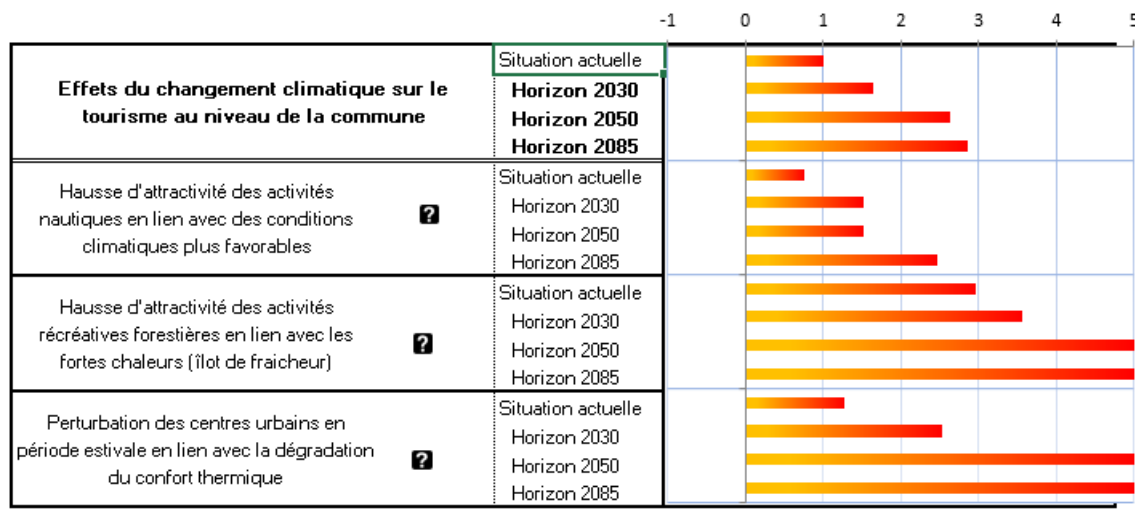 -1 0 1 2 3 4 5
Effets du changement climatique sur le
tourisme au niveau de la commune
Situation actuelle
Horizon 2030
Horizon 2050
Horizon 2085
Hausse d'attractivité des activités
nautiques en lien avec des conditions
climatiques plus favorables
?
Situation actuelle
Horizon 2030
Horizon 2050
Horizon 2085
Hausse d'attractivité des activités
récréatives forestières en lien avec les
fortes chaleurs (îlot de fraicheur)
?
Situation actuelle
Horizon 2030
Horizon 2050
Horizon 2085
Perturbation des centres urbains en
période estivale en lien avec la dégradation
du confort thermique
?
Situation actuelle
Horizon 2030
Horizon 2050
Horizon 2085